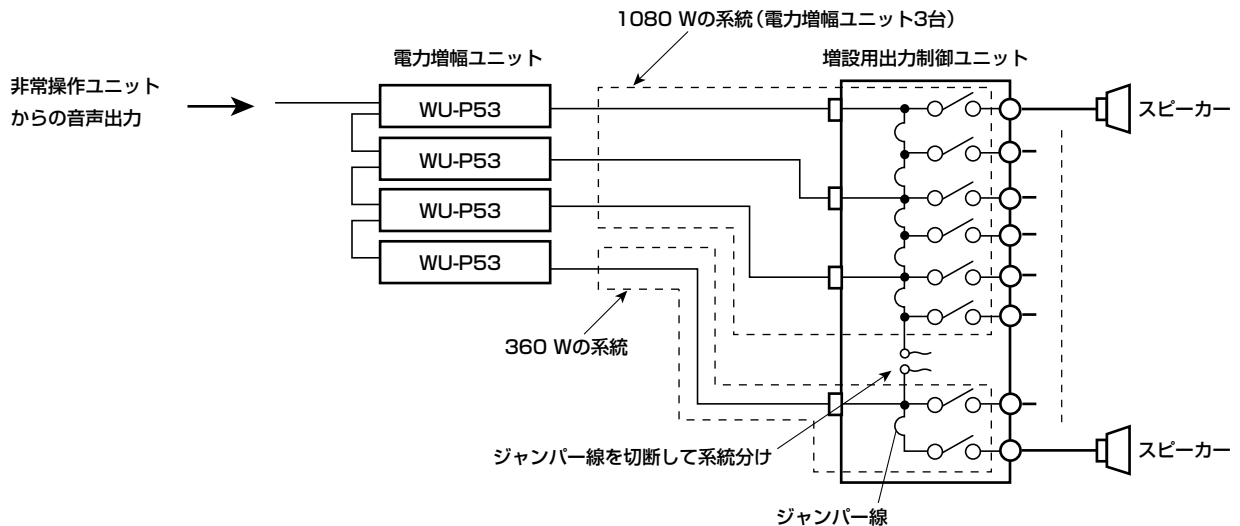 1080 Wの系統（電力増幅ユニット3台）
電力増幅ユニット
増設用出力制御ユニット
非常操作ユニット
からの音声出力
WU-P53
WU-P53
WU-P53
WU-P53
スピーカー
360 Wの系統
ジャンパー線を切断して系統分け
スピーカー
ジャンパー線